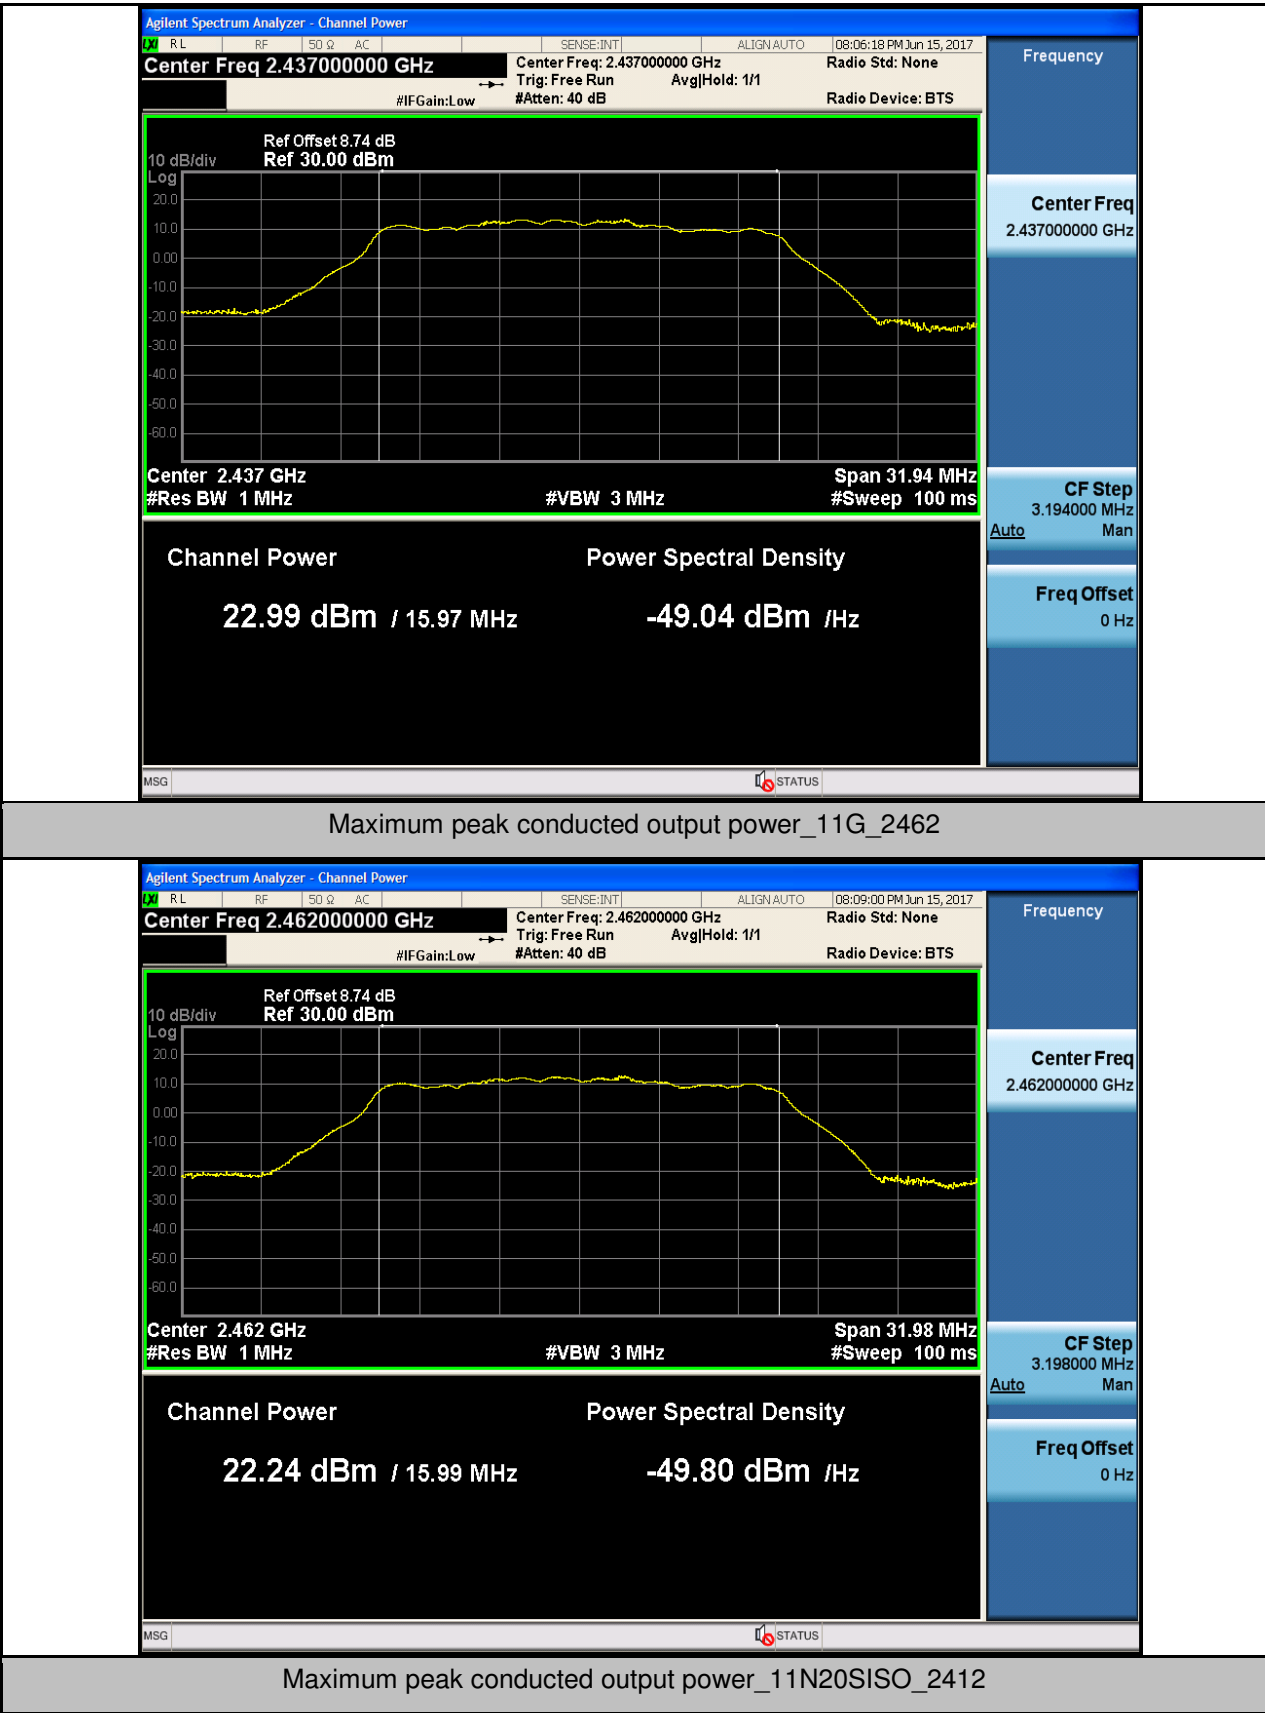 Agilent Spectrum Analyzer - Channel Power
LXI RL RF 50 Ω AC SENSE:INT ALIGN AUTO 08:06:18 PM Jun 15, 2017
Center Freq 2.437000000 GHz
Center Freq: 2.437000000 GHz Radio Std: None
Trig: Free Run Avg|Hold: 1/1
#IFGain:Low #Atten: 40 dB Radio Device: BTS
Ref Offset 8.74 dB
10 dB/div Ref 30.00 dBm
Log
20.0
10.0
0.00
-10.0
-20.0
-30.0
-40.0
-50.0
-60.0
Center 2.437 GHz Span 31.94 MHz
#Res BW 1 MHz #VBW 3 MHz #Sweep 100 ms
Channel Power Power Spectral Density
22.99 dBm / 15.97 MHz -49.04 dBm /Hz
MSG STATUS
Frequency
Center Freq
2.437000000 GHz
CF Step
3.194000 MHz
Auto Man
Freq Offset
0 Hz
Maximum peak conducted output power_11G_2462
Agilent Spectrum Analyzer - Channel Power
LXI RL RF 50 Ω AC SENSE:INT ALIGN AUTO 08:09:00 PM Jun 15, 2017
Center Freq 2.462000000 GHz
Center Freq: 2.462000000 GHz Radio Std: None
Trig: Free Run Avg|Hold: 1/1
#IFGain:Low #Atten: 40 dB Radio Device: BTS
Ref Offset 8.74 dB
10 dB/div Ref 30.00 dBm
Log
20.0
10.0
0.00
-10.0
-20.0
-30.0
-40.0
-50.0
-60.0
Center 2.462 GHz Span 31.98 MHz
#Res BW 1 MHz #VBW 3 MHz #Sweep 100 ms
Channel Power Power Spectral Density
22.24 dBm / 15.99 MHz -49.80 dBm /Hz
MSG STATUS
Frequency
Center Freq
2.462000000 GHz
CF Step
3.198000 MHz
Auto Man
Freq Offset
0 Hz
Maximum peak conducted output power_11N20SISO_2412